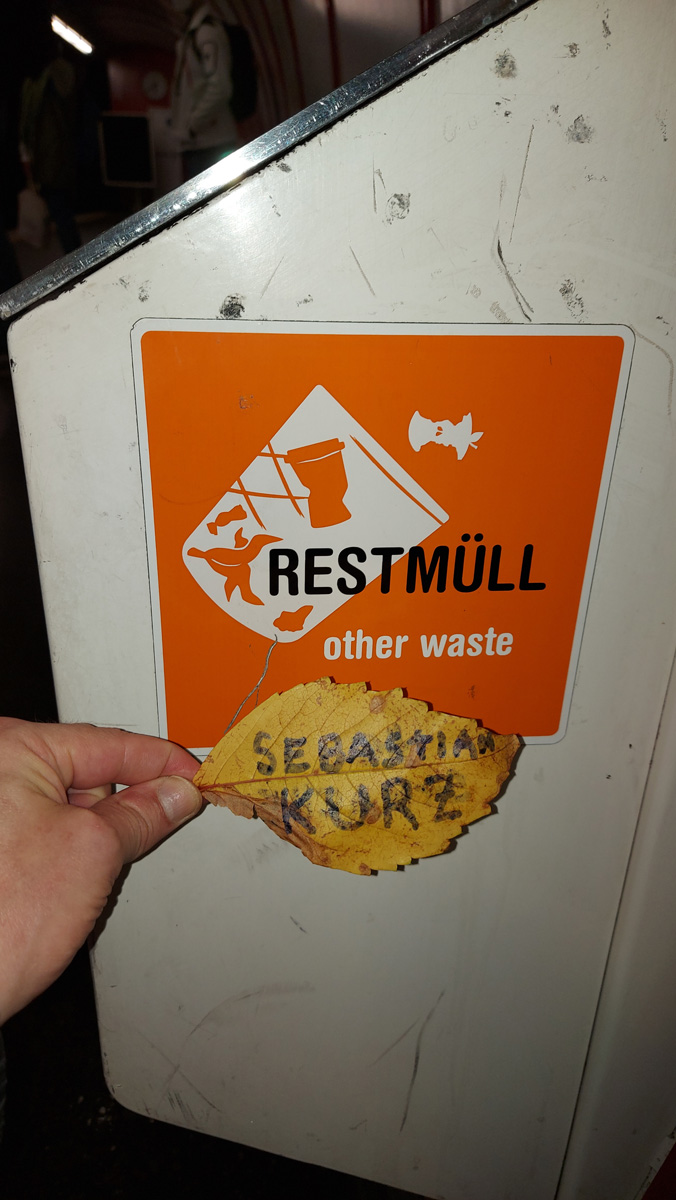 RESTMÜLL
other waste
SEBASTIAN
KURZ